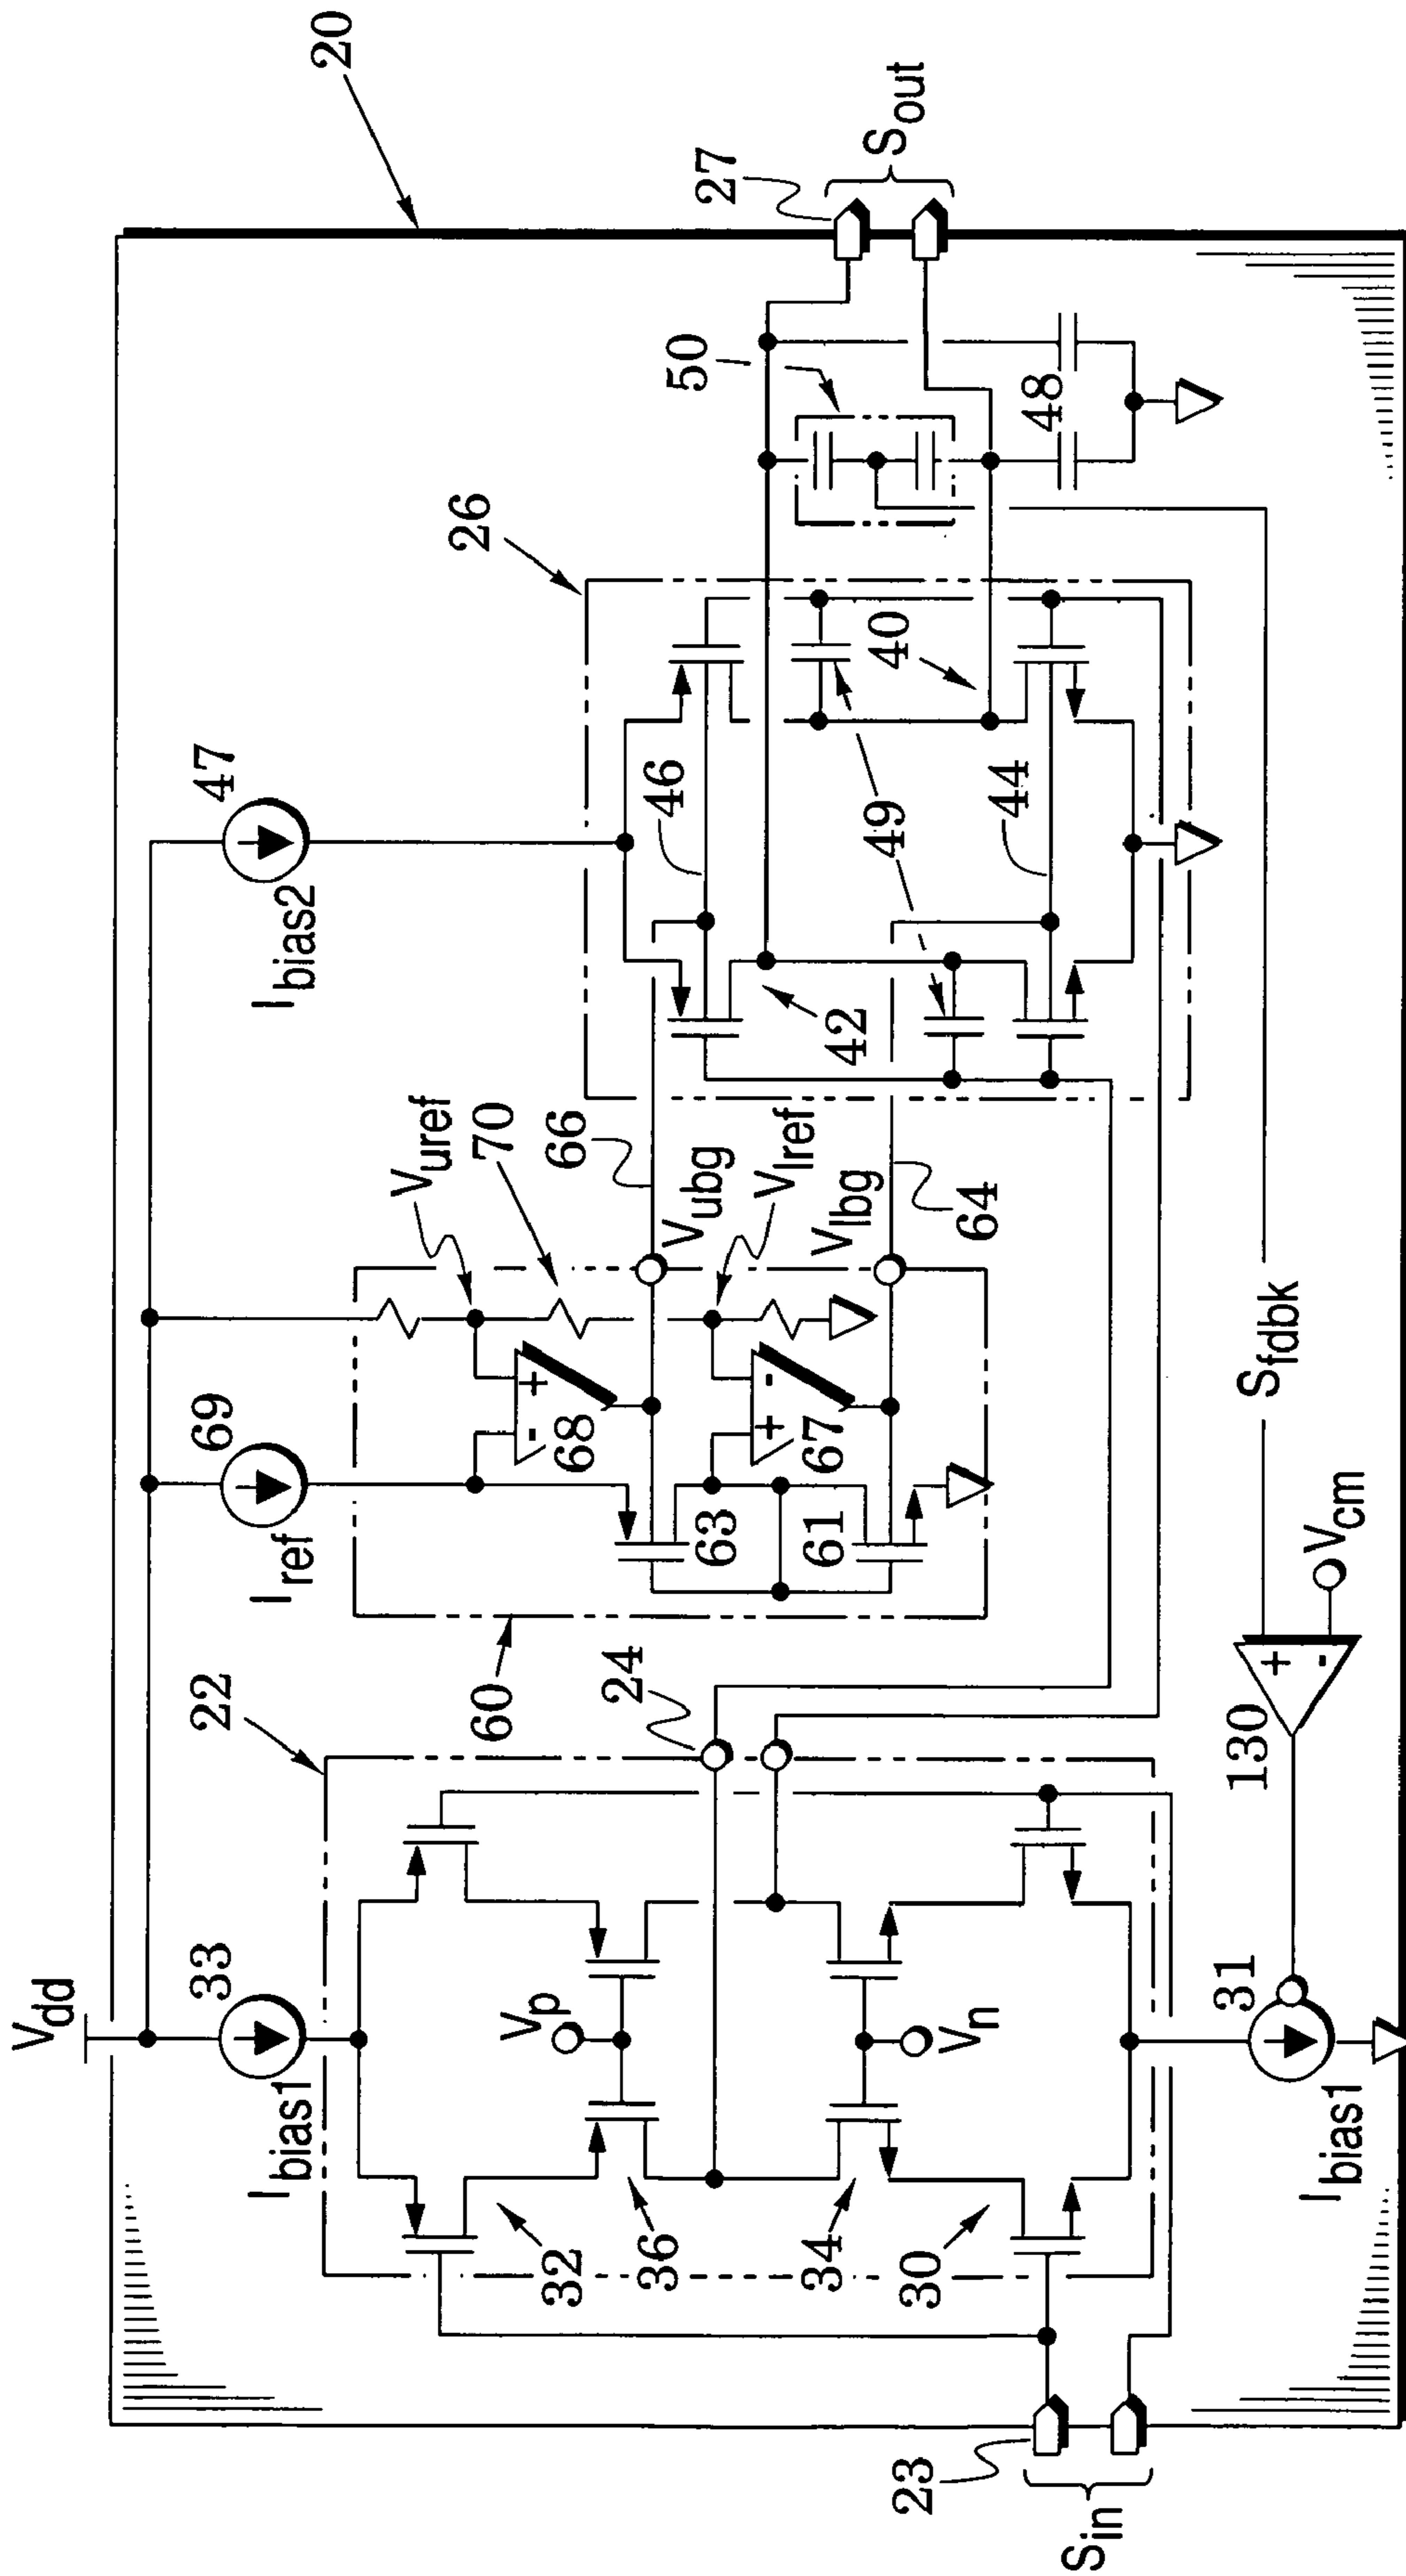 20
Vdd
33
Ibias1
22
32
Vp
36
24
34
Vn
30
23
Sin
31
Ibias1
130
Vcm
Sfdbk
69
Iref
60
68
63
67
61
Vuref
70
66
Vubg
Vlref
Vlbg
64
47
Ibias2
26
46
42
49
44
40
50
48
27
Sout
+
-
+
-
+
-